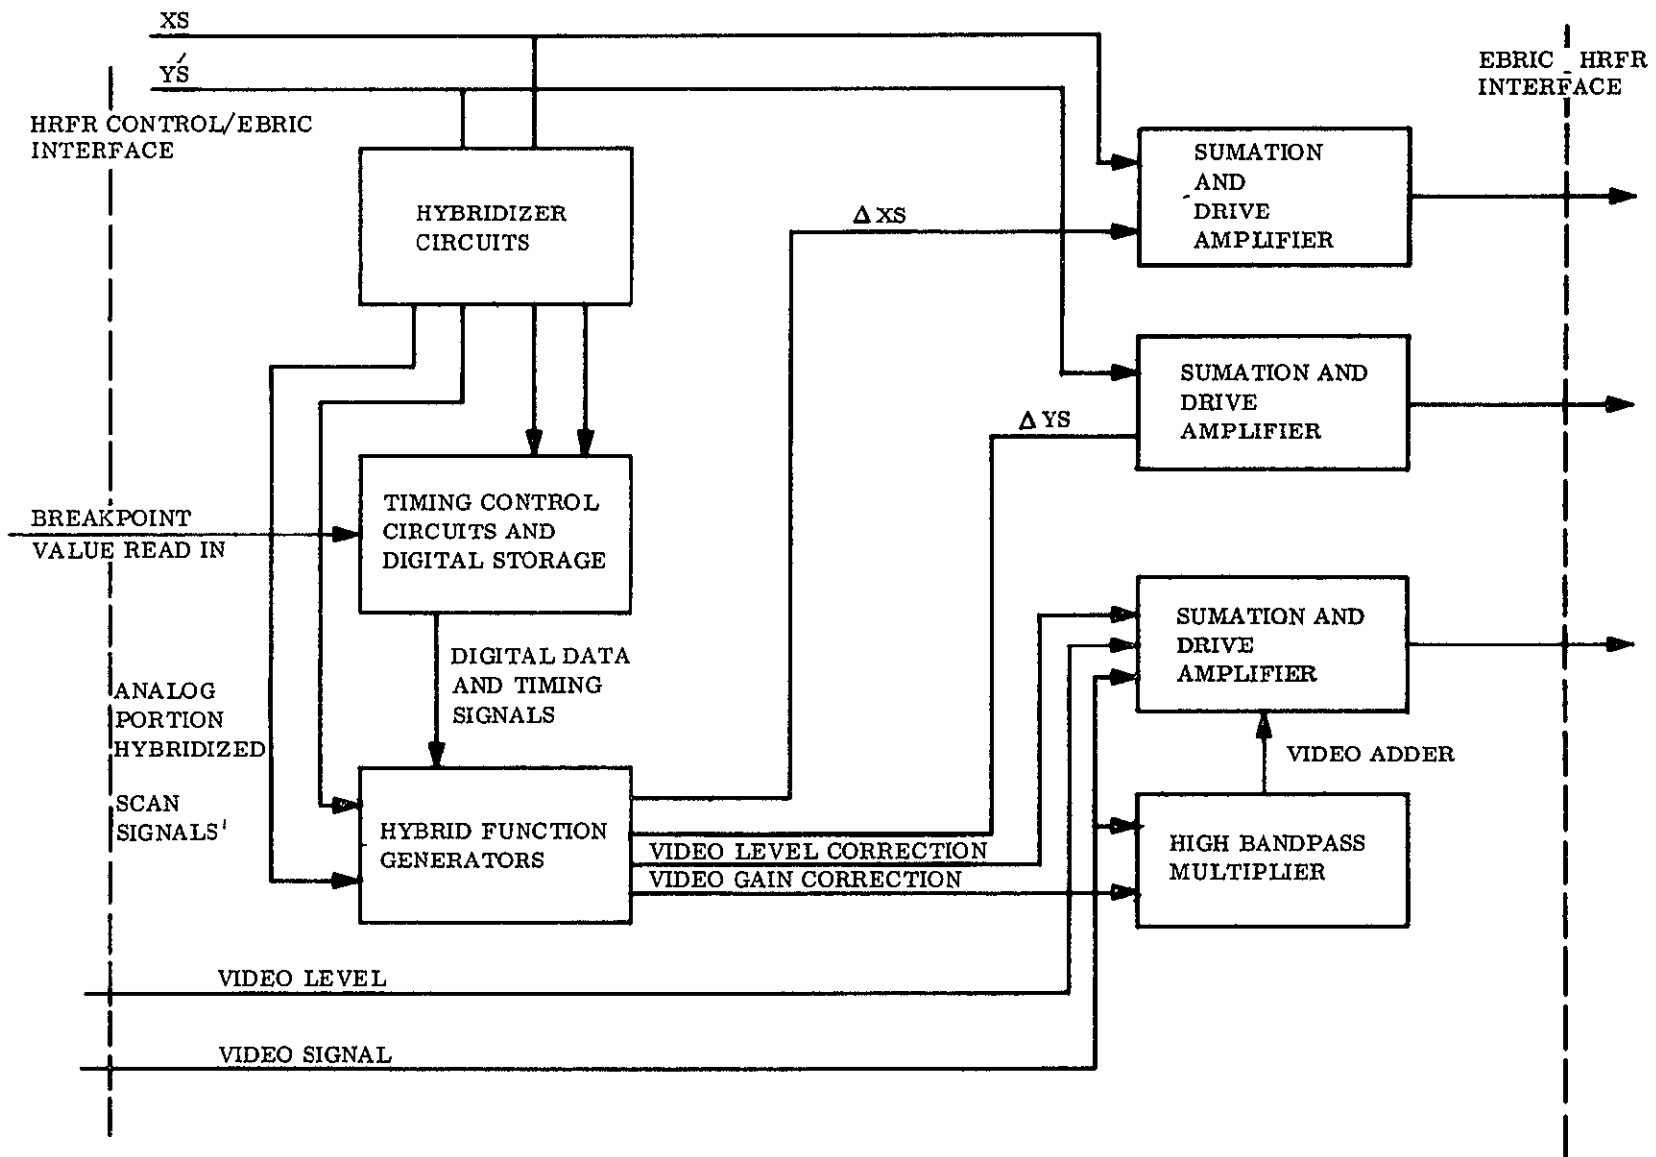 XS
Y'S
EBRIC HRFR
INTERFACE
HRFR CONTROL/EBRIC
INTERFACE
HYBRIDIZER
CIRCUITS
SUMATION
AND
DRIVE
AMPLIFIER
Δ XS
SUMATION AND
DRIVE
AMPLIFIER
Δ YS
BREAKPOINT
VALUE READ IN
TIMING CONTROL
CIRCUITS AND
DIGITAL STORAGE
DIGITAL DATA
AND TIMING
SIGNALS
SUMATION AND
DRIVE
AMPLIFIER
ANALOG
PORTION
HYBRIDIZED
SCAN
SIGNALS'
VIDEO ADDER
HYBRID FUNCTION
GENERATORS
VIDEO LEVEL CORRECTION
VIDEO GAIN CORRECTION
HIGH BANDPASS
MULTIPLIER
VIDEO LEVEL
VIDEO SIGNAL